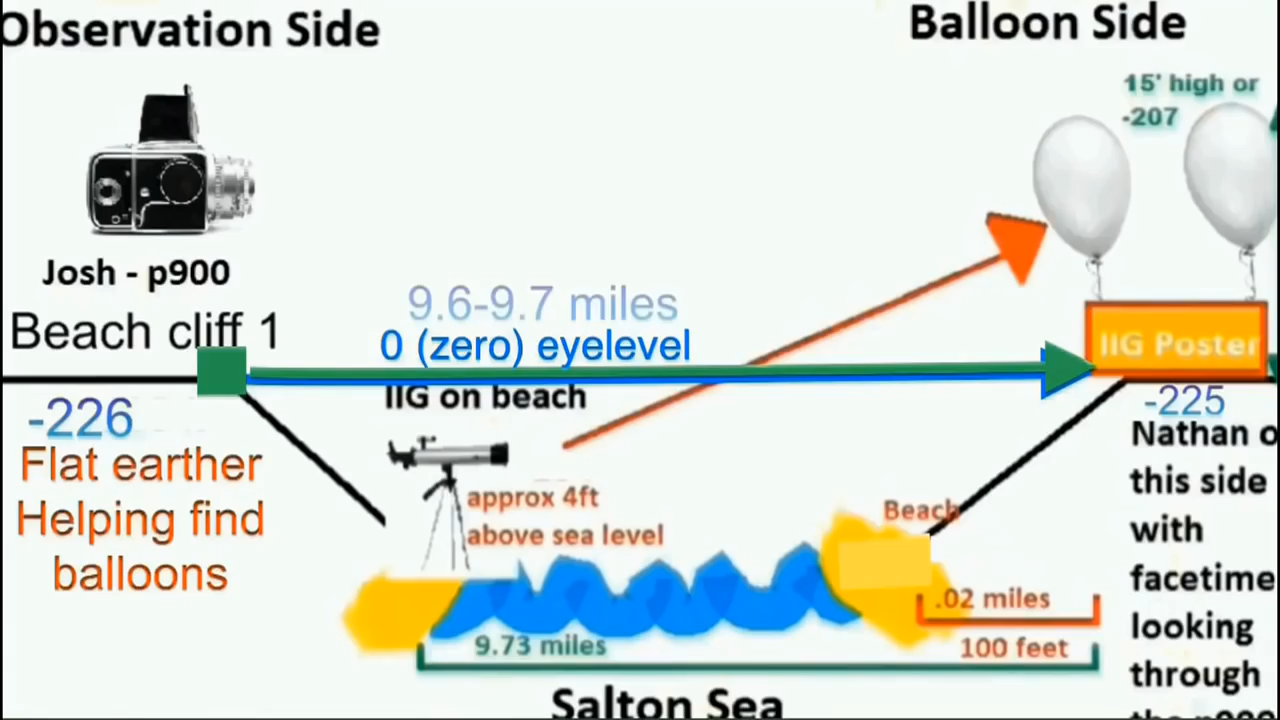 Observation Side
Balloon Side
15' high or
-207
Josh - p900
Beach cliff 1
9.6-9.7 miles
0 (zero) eyelevel
IIG Poster
IIG on beach
-226
-225
Flat earther
Helping find
balloons
approx 4ft
above sea level
Beach
Nathan o
this side
with
facetime
looking
through
.02 miles
100 feet
9.73 miles
Salton Sea